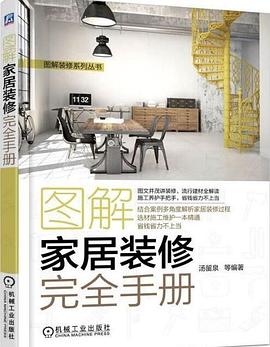 图解装修系列丛书
11 32
图文并茂讲装修，流行建材全解读
施工养护手把手，省钱省力不上当
结合案例多角度解析家居装修过程
选材施工维护一本精通
省钱省力不上当
图解
家居装修
完全手册
汤留泉 等编著
机械工业出版社
CHINA MACHINE PRESS
图解家居装修完全手册
机械工业出版社